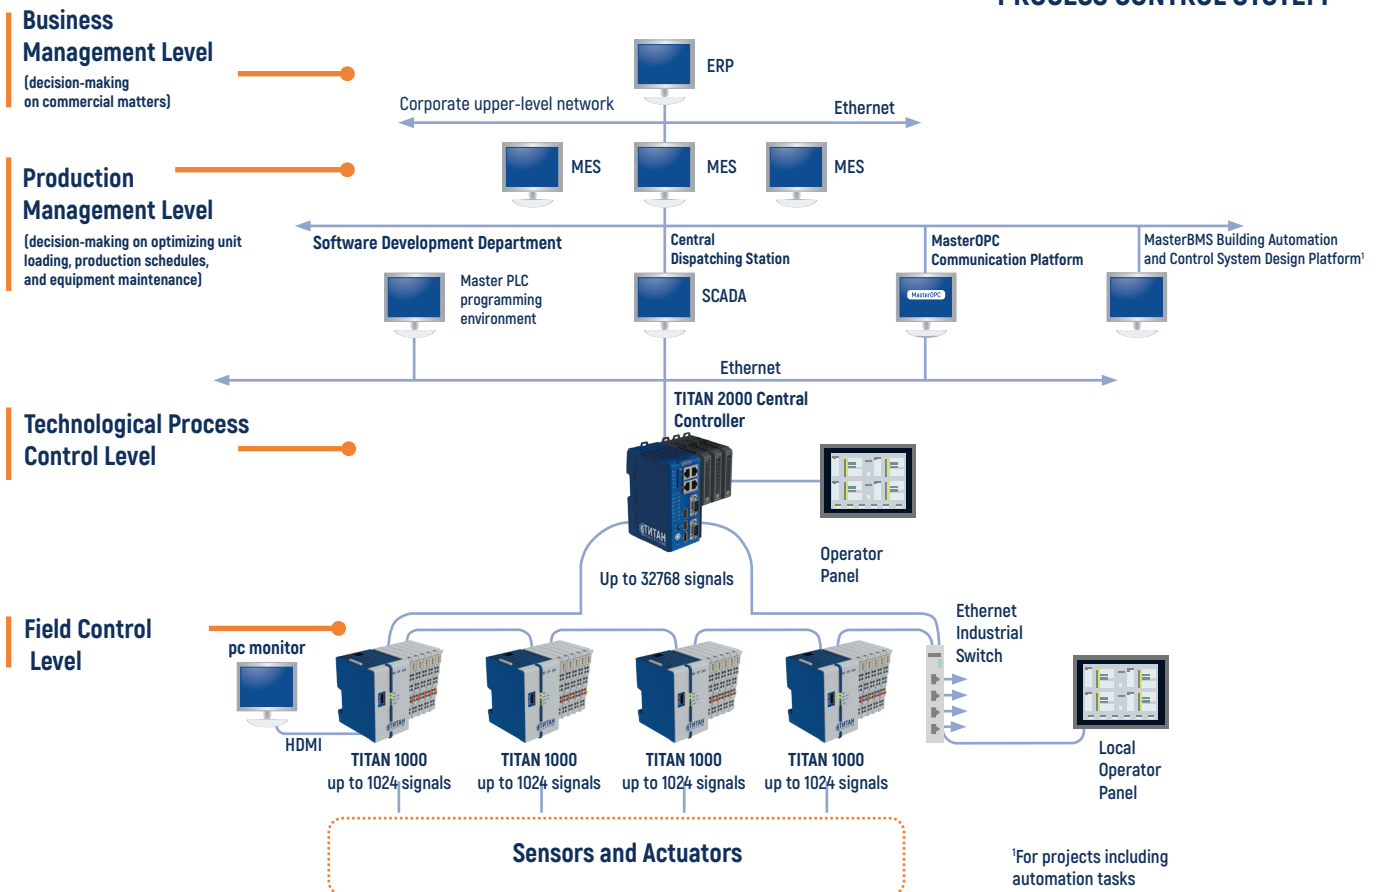 PROCESS CONTROL SYSTEM
Business
Management Level
(decision-making
on commercial matters)
ERP
Corporate upper-level network
Ethernet
MES
MES
MES
Production
Management Level
(decision-making on optimizing unit
loading, production schedules,
and equipment maintenance)
Software Development Department
Central
Dispatching Station
MasterOPC
Communication Platform
MasterBMS Building Automation
and Control System Design Platform¹
Master PLC
programming
environment
SCADA
MasterOPC
Ethernet
TITAN 2000 Central
Controller
Technological Process
Control Level
ТИТАН
Operator
Panel
Up to 32768 signals
Field Control
Level
pc monitor
HDMI
Ethernet
Industrial
Switch
ТИТАН
ТИТАН
ТИТАН
ТИТАН
TITAN 1000
up to 1024 signals
TITAN 1000
up to 1024 signals
TITAN 1000
up to 1024 signals
TITAN 1000
up to 1024 signals
Local
Operator
Panel
Sensors and Actuators
¹For projects including
automation tasks